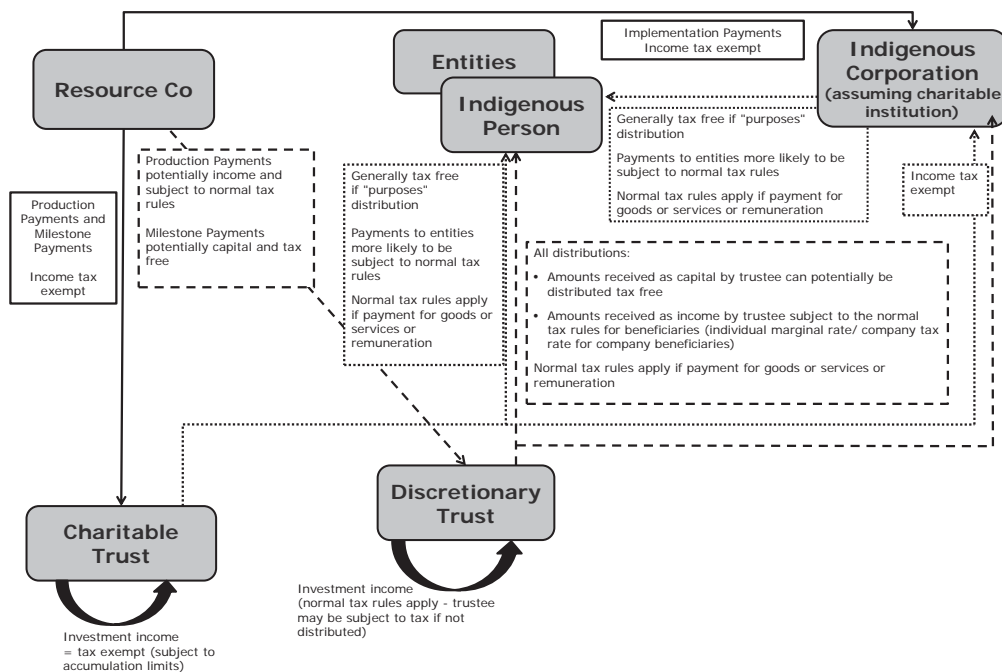 Implementation Payments
Income tax exempt
Indigenous
Corporation
(assuming charitable
institution)
Entities
Resource Co
Indigenous
Person
Generally tax free if "purposes"
distribution
Payments to entities more likely to be
subject to normal tax rules
Normal tax rules apply if payment for
goods or services or remuneration
Income tax
exempt
Production Payments
potentially income and
subject to normal tax
rules
Milestone Payments
potentially capital and tax
free
Generally tax free
if "purposes"
distribution
Payments to entities
more likely to be
subject to normal tax
rules
Normal tax rules apply
if payment for goods or
services or
remuneration
Production
Payments and
Milestone
Payments
Income tax
exempt
All distributions:
• Amounts received as capital by trustee can potentially be
distributed tax free
• Amounts received as income by trustee subject to the normal
tax rules for beneficiaries (individual marginal rate/ company tax
rate for company beneficiaries)
Normal tax rules apply if payment for goods or services or
remuneration
Discretionary
Trust
Charitable
Trust
Investment income
(normal tax rules apply - trustee
may be subject to tax if not
distributed)
Investment income
= tax exempt (subject to
accumulation limits)